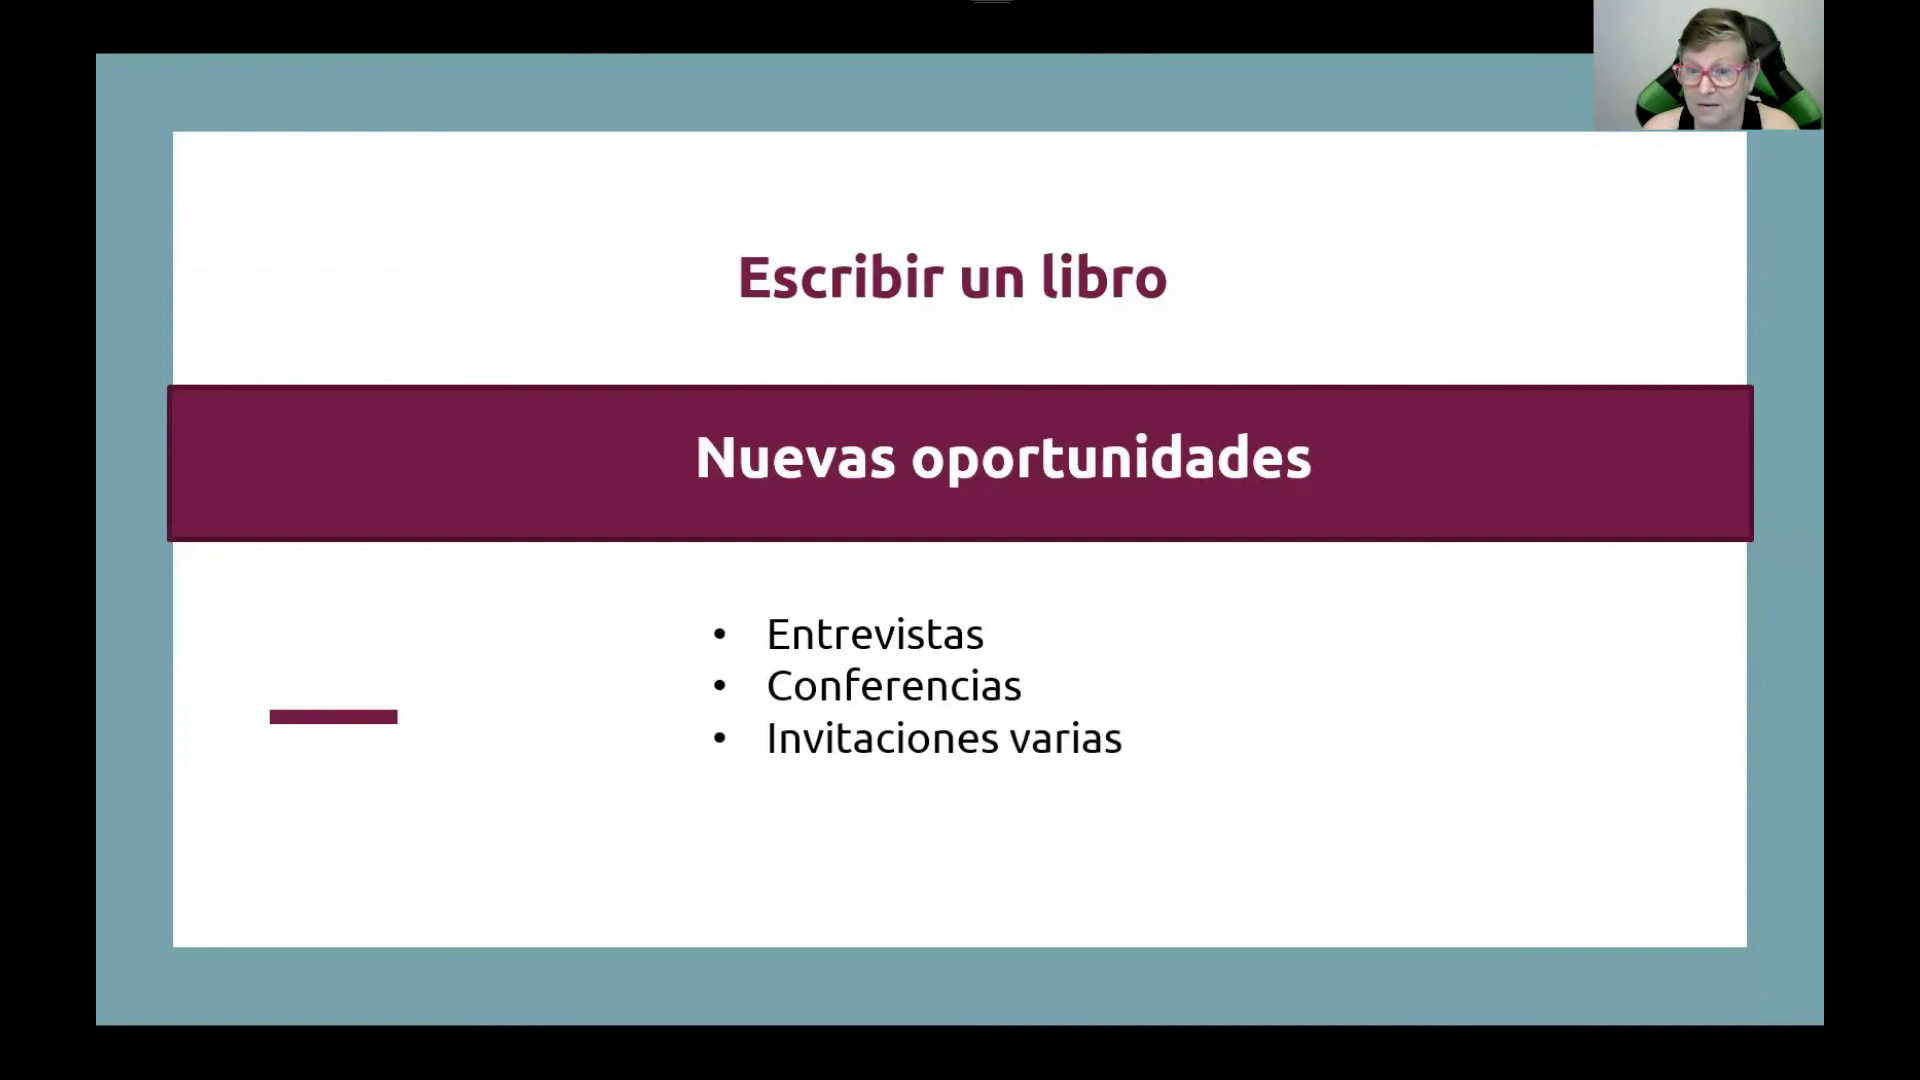 Escribir un libro
Nuevas oportunidades
• Entrevistas
• Conferencias
• Invitaciones varias